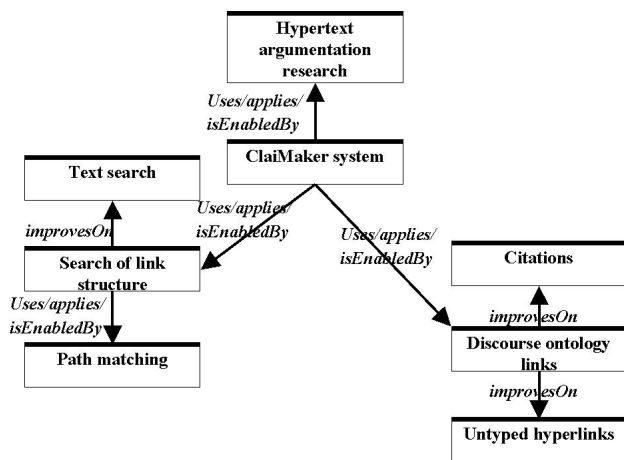 Hypertext
argumentation
research
Uses/applies/
isEnabledBy
ClaiMaker system
Text search
Uses/applies/
isEnabledBy
improvesOn
Search of link
structure
Uses/applies/
isEnabledBy
Citations
Uses/applies/
isEnabledBy
improvesOn
Path matching
Discourse ontology
links
improvesOn
Untyped hyperlinks